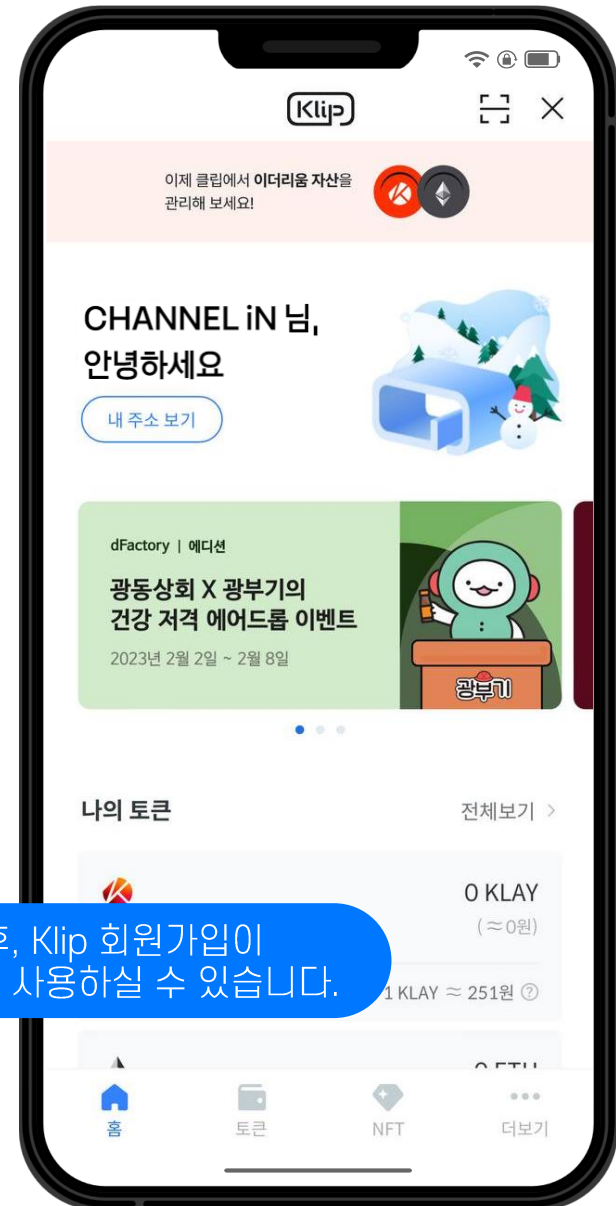 Klip
이제 클립에서 이더리움 자산을
관리해 보세요!
CHANNEL iN 님,
안녕하세요
내 주소 보기
dFactory | 에디션
광동상회 X 광부기의
건강 저격 에어드롭 이벤트
2023년 2월 2일 ~ 2월 8일
광부기
나의 토큰
전체보기 >
0 KLAY
(≈0원)
, Klip 회원가입이
사용하실 수 있습니다.
1 KLAY ≈ 251원 ?
0 ETH
홈
토큰
NFT
더보기